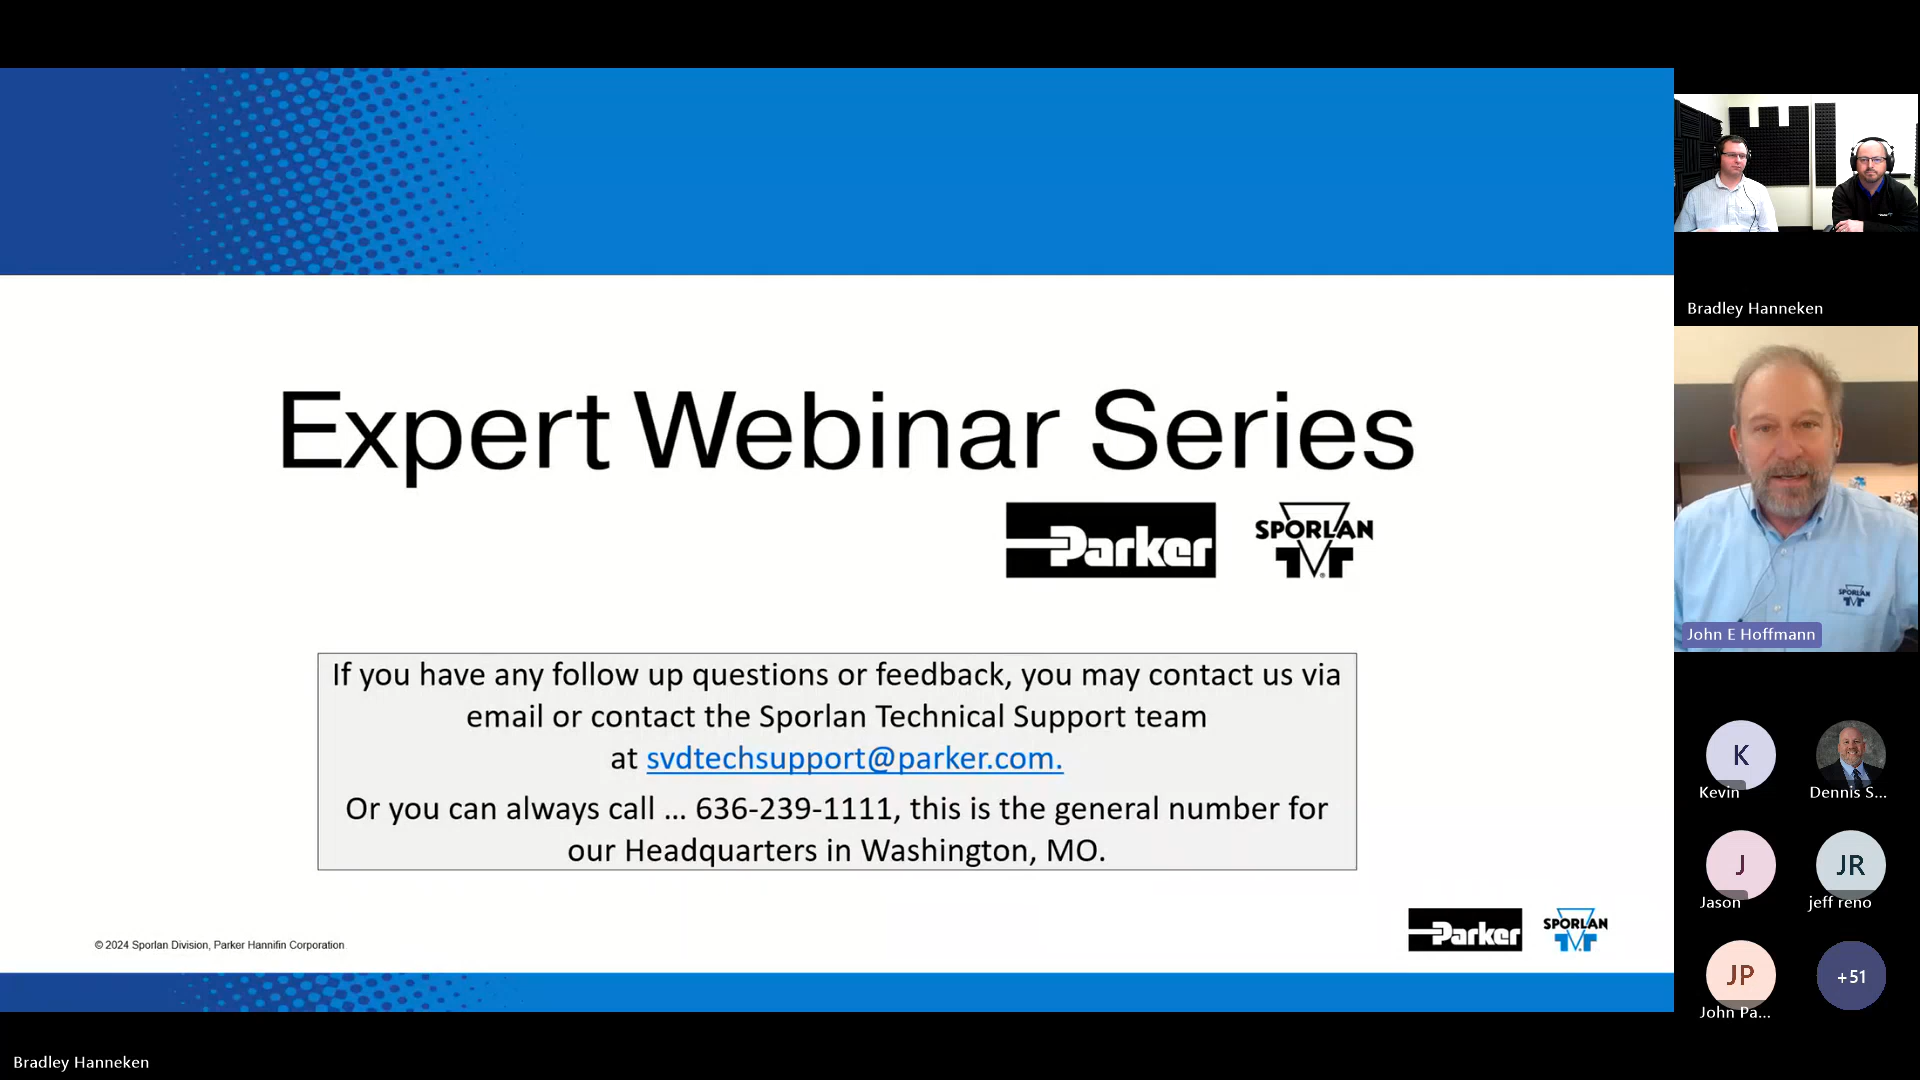 Expert Webinar Series
Parker
SPORLAN
If you have any follow up questions or feedback, you may contact us via
email or contact the Sporlan Technical Support team
at svdtechsupport@parker.com.
Or you can always call ... 636-239-1111, this is the general number for
our Headquarters in Washington, MO.
© 2024 Sporlan Division, Parker Hannifin Corporation
Parker
SPORLAN
Bradley Hanneken
Bradley Hanneken
SPORLAN
John E Hoffmann
K
Kevin
Dennis S...
J
Jason
JR
jeff reno
JP
John Pa...
+51